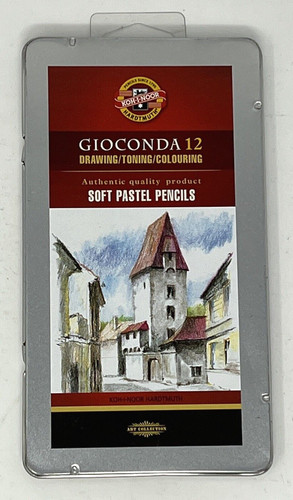 KOH-I-NOOR
HARDTMUTH
GIOCONDA 12
DRAWING/TONING/COLOURING
Authentic quality product
SOFT PASTEL PENCILS
KOH-I-NOOR HARDTMUTH
ART COLLECTION